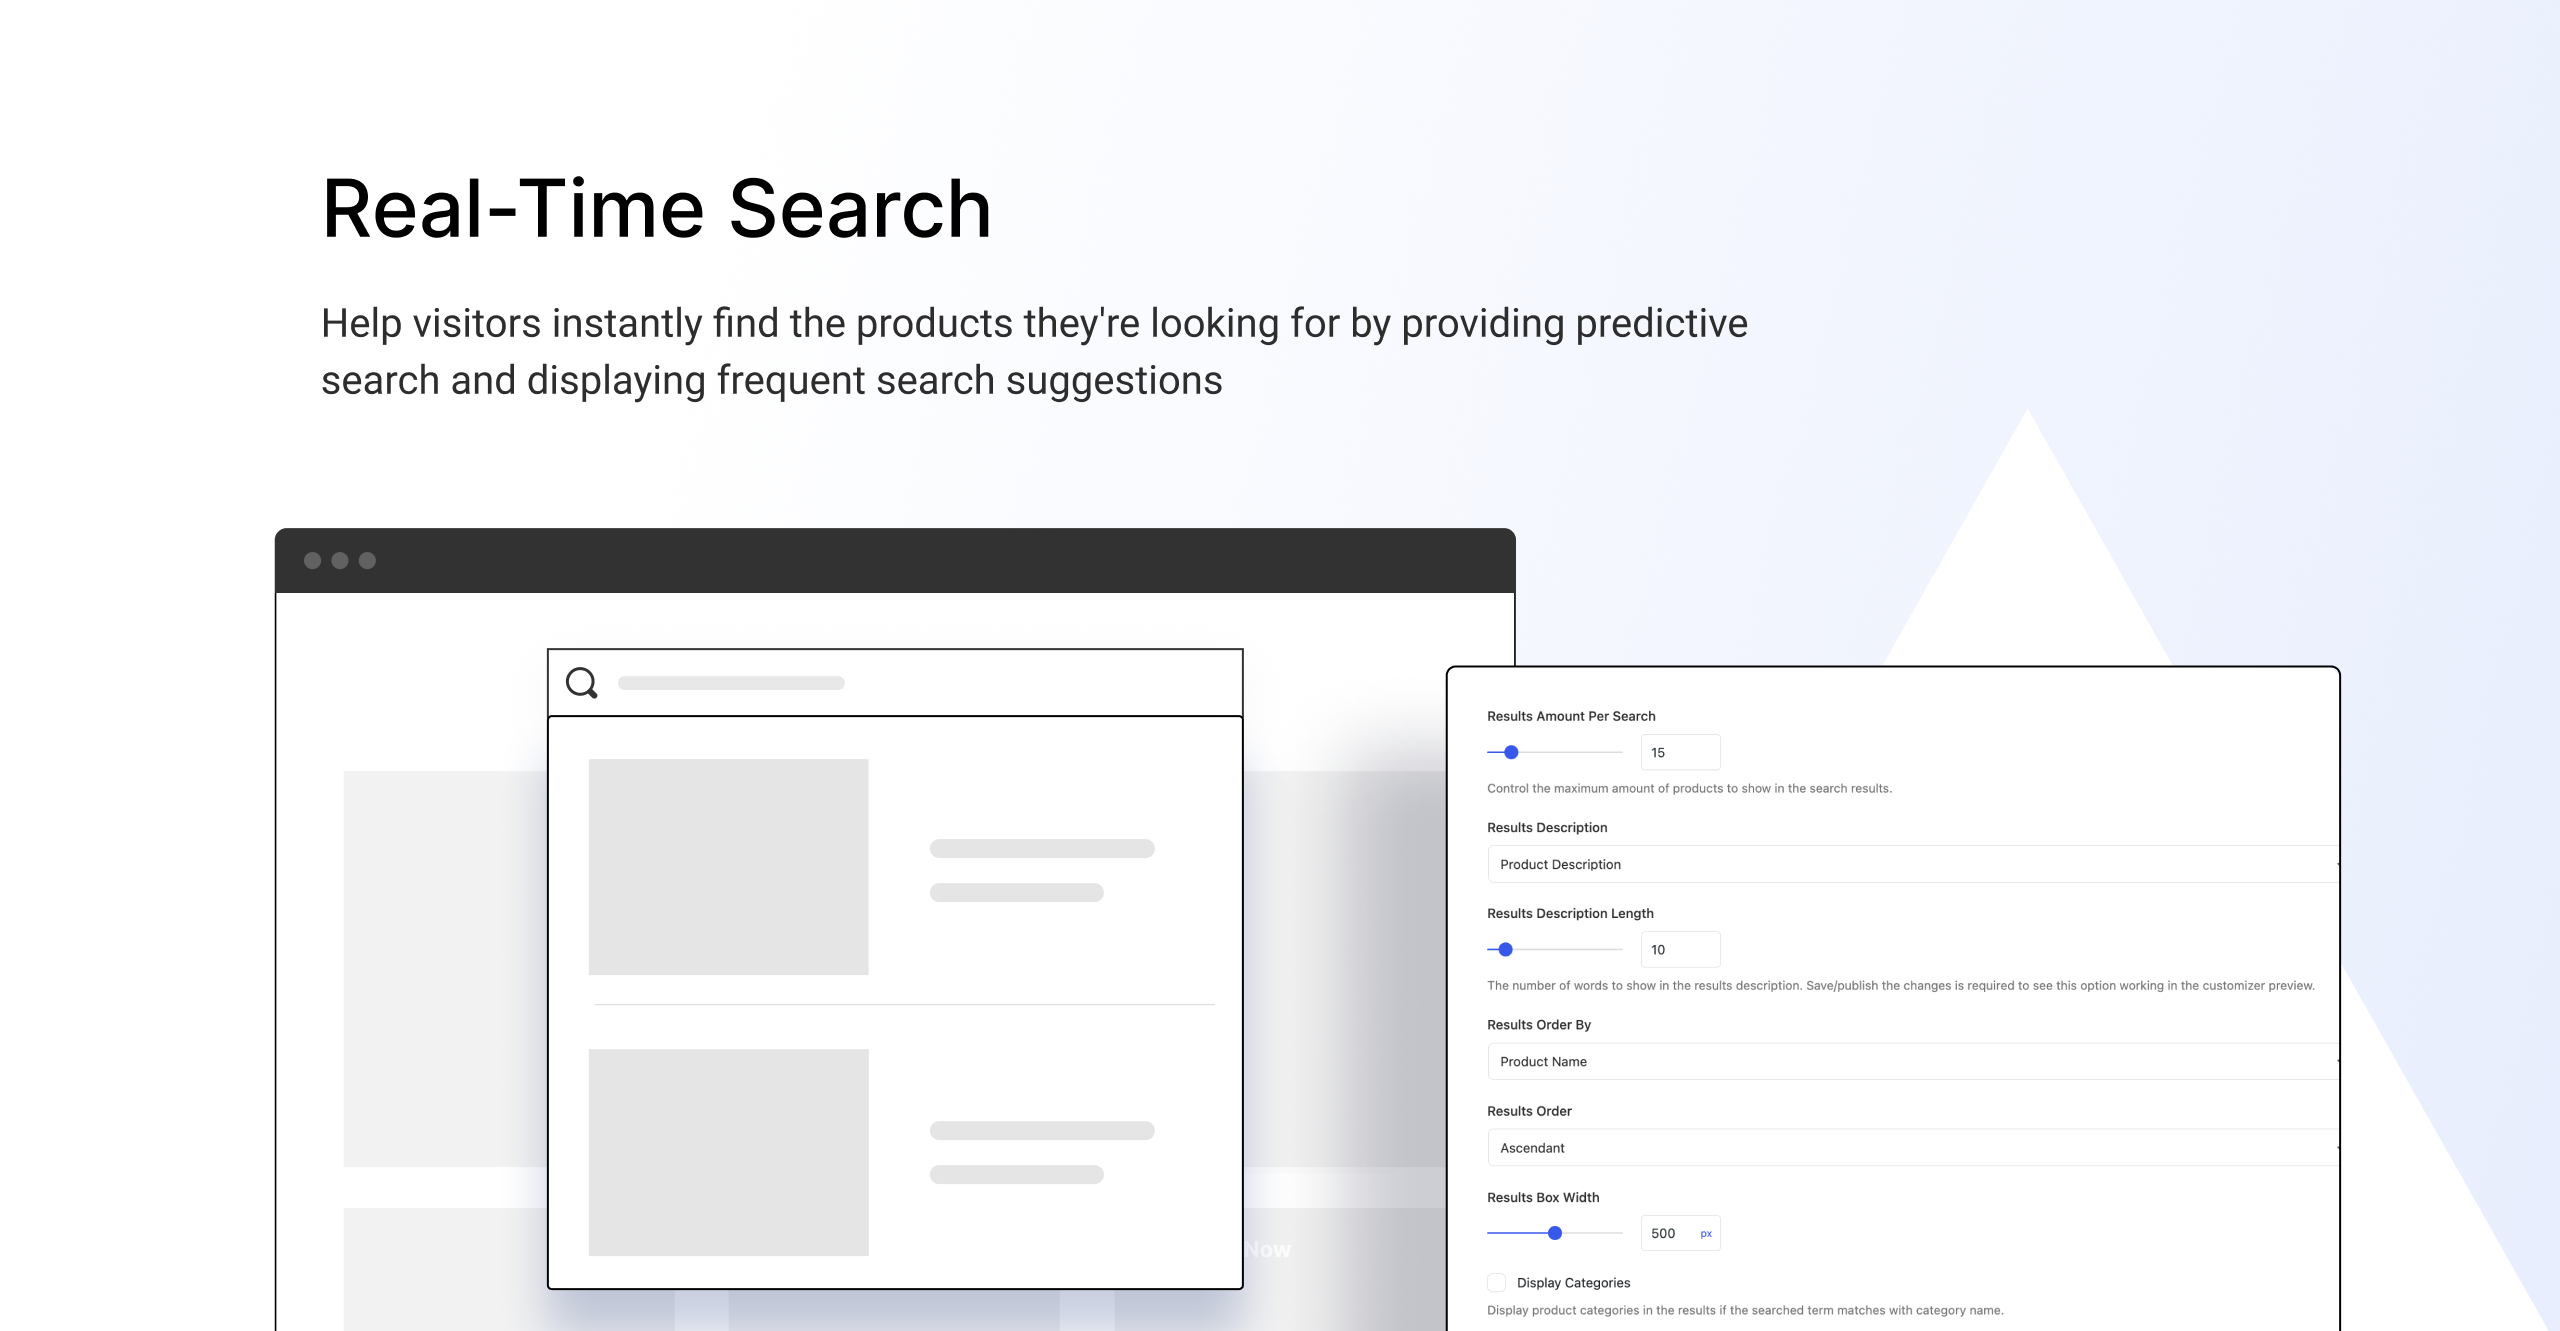 Real-Time Search
Help visitors instantly find the products they're looking for by providing predictive
search and displaying frequent search suggestions
Results Amount Per Search
15
Control the maximum amount of products to show in the search results.
Results Description
Product Description
Results Description Length
10
The number of words to show in the results description. Save/publish the changes is required to see this option working in the customizer preview.
Results Order By
Product Name
Results Order
Ascendant
Results Box Width
500 px
Now
Display Categories
Display product categories in the results if the searched term matches with category name.